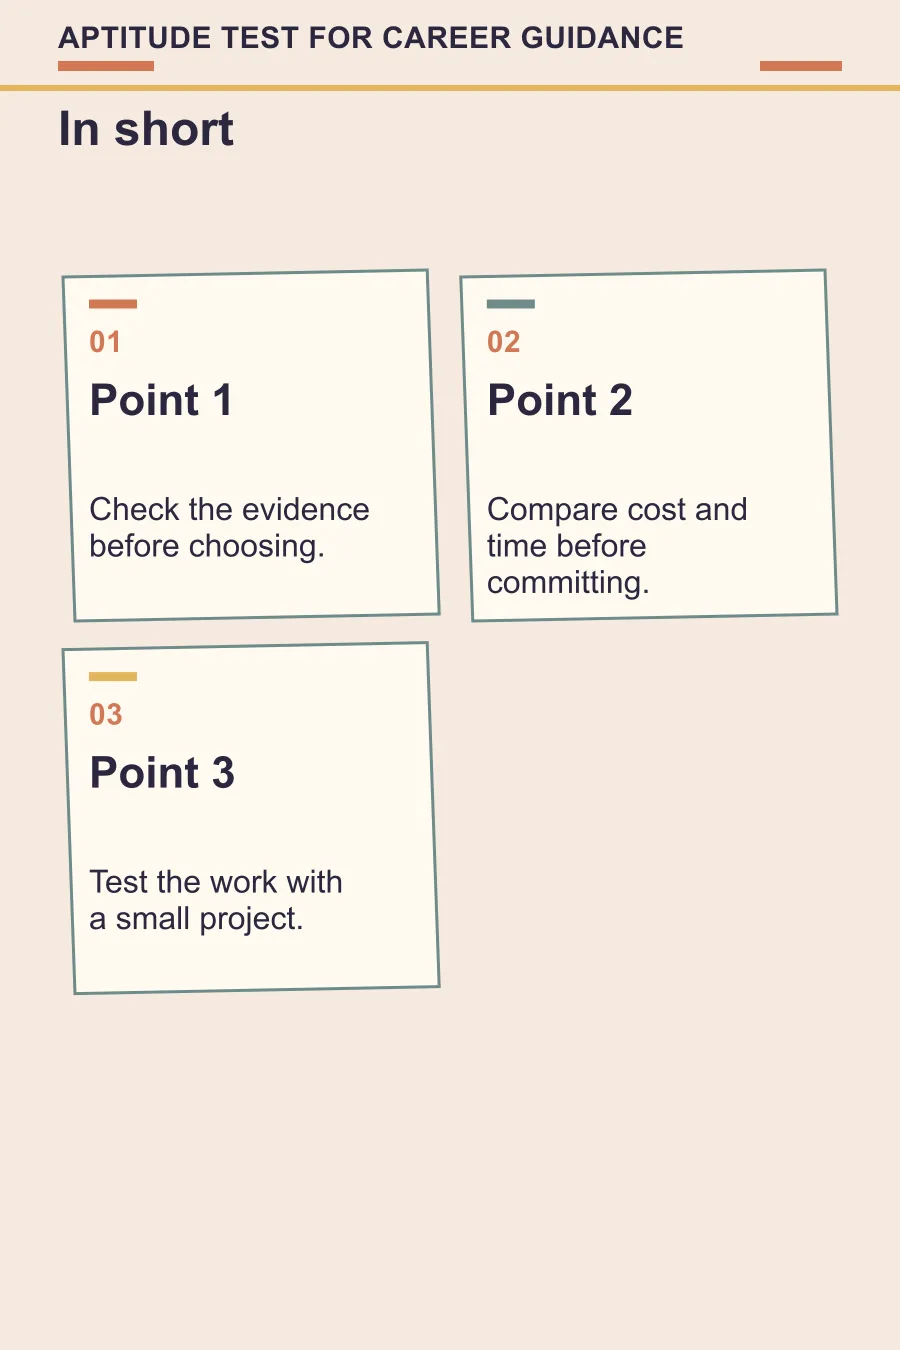 APTITUDE TEST FOR CAREER GUIDANCE
In short
01
Point 1
Check the evidence
before choosing.
02
Point 2
Compare cost and
time before
committing.
03
Point 3
Test the work with
a small project.